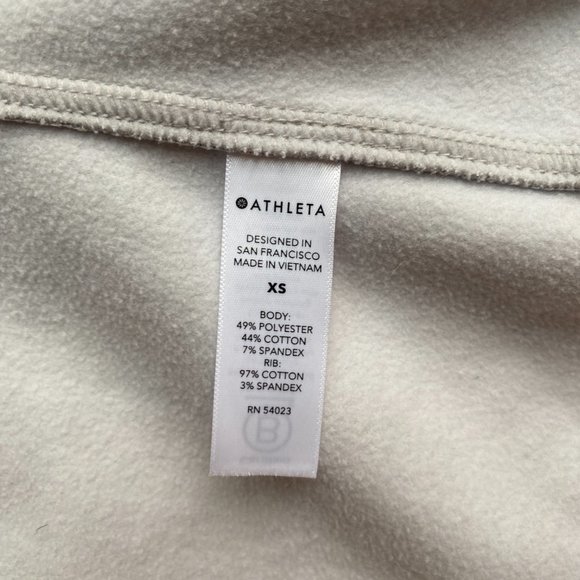 ATHLETA
DESIGNED IN
SAN FRANCISCO
MADE IN VIETNAM
XS
BODY:
49% POLYESTER
44% COTTON
7% SPANDEX
RIB:
97% COTTON
3% SPANDEX
RN 54023
B